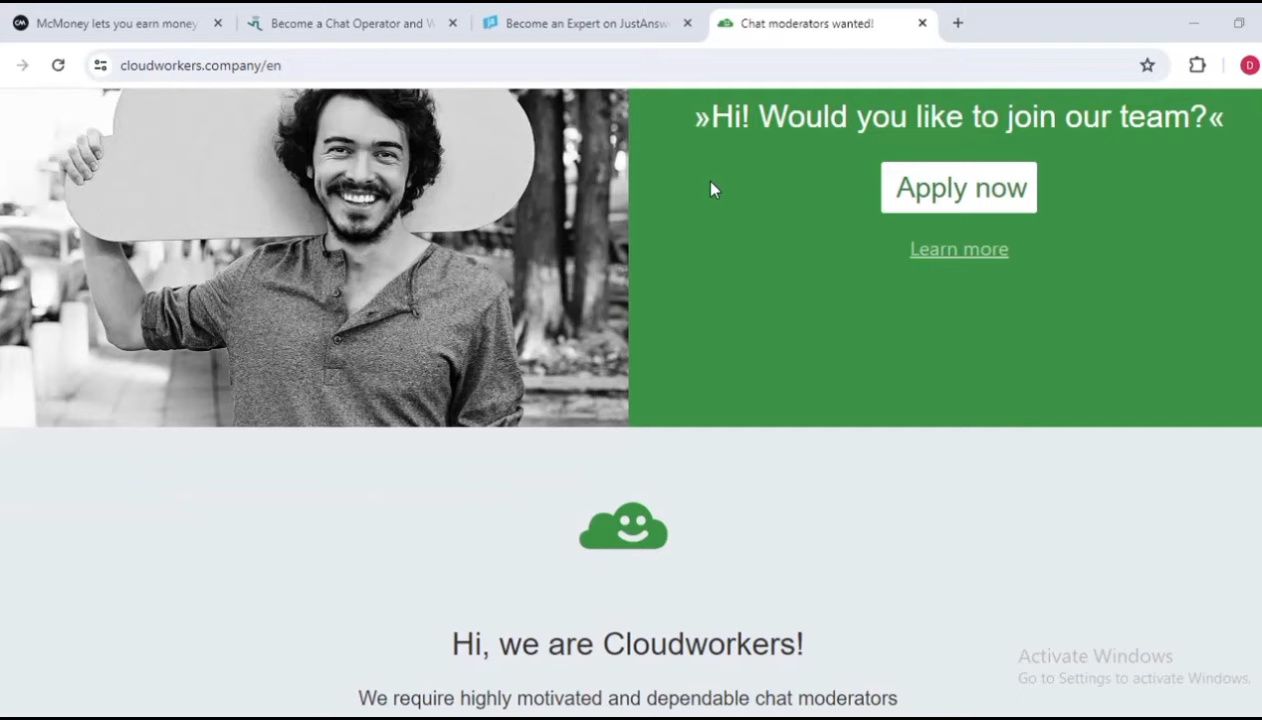 McMoney lets you earn money
Become a Chat Operator and W
Become an Expert on JustAnsw
Chat moderators wanted!
cloudworkers.company/en
D
»Hi! Would you like to join our team?«
Apply now
Learn more
Hi, we are Cloudworkers!
We require highly motivated and dependable chat moderators
Activate Windows
Go to Settings to activate Windows.